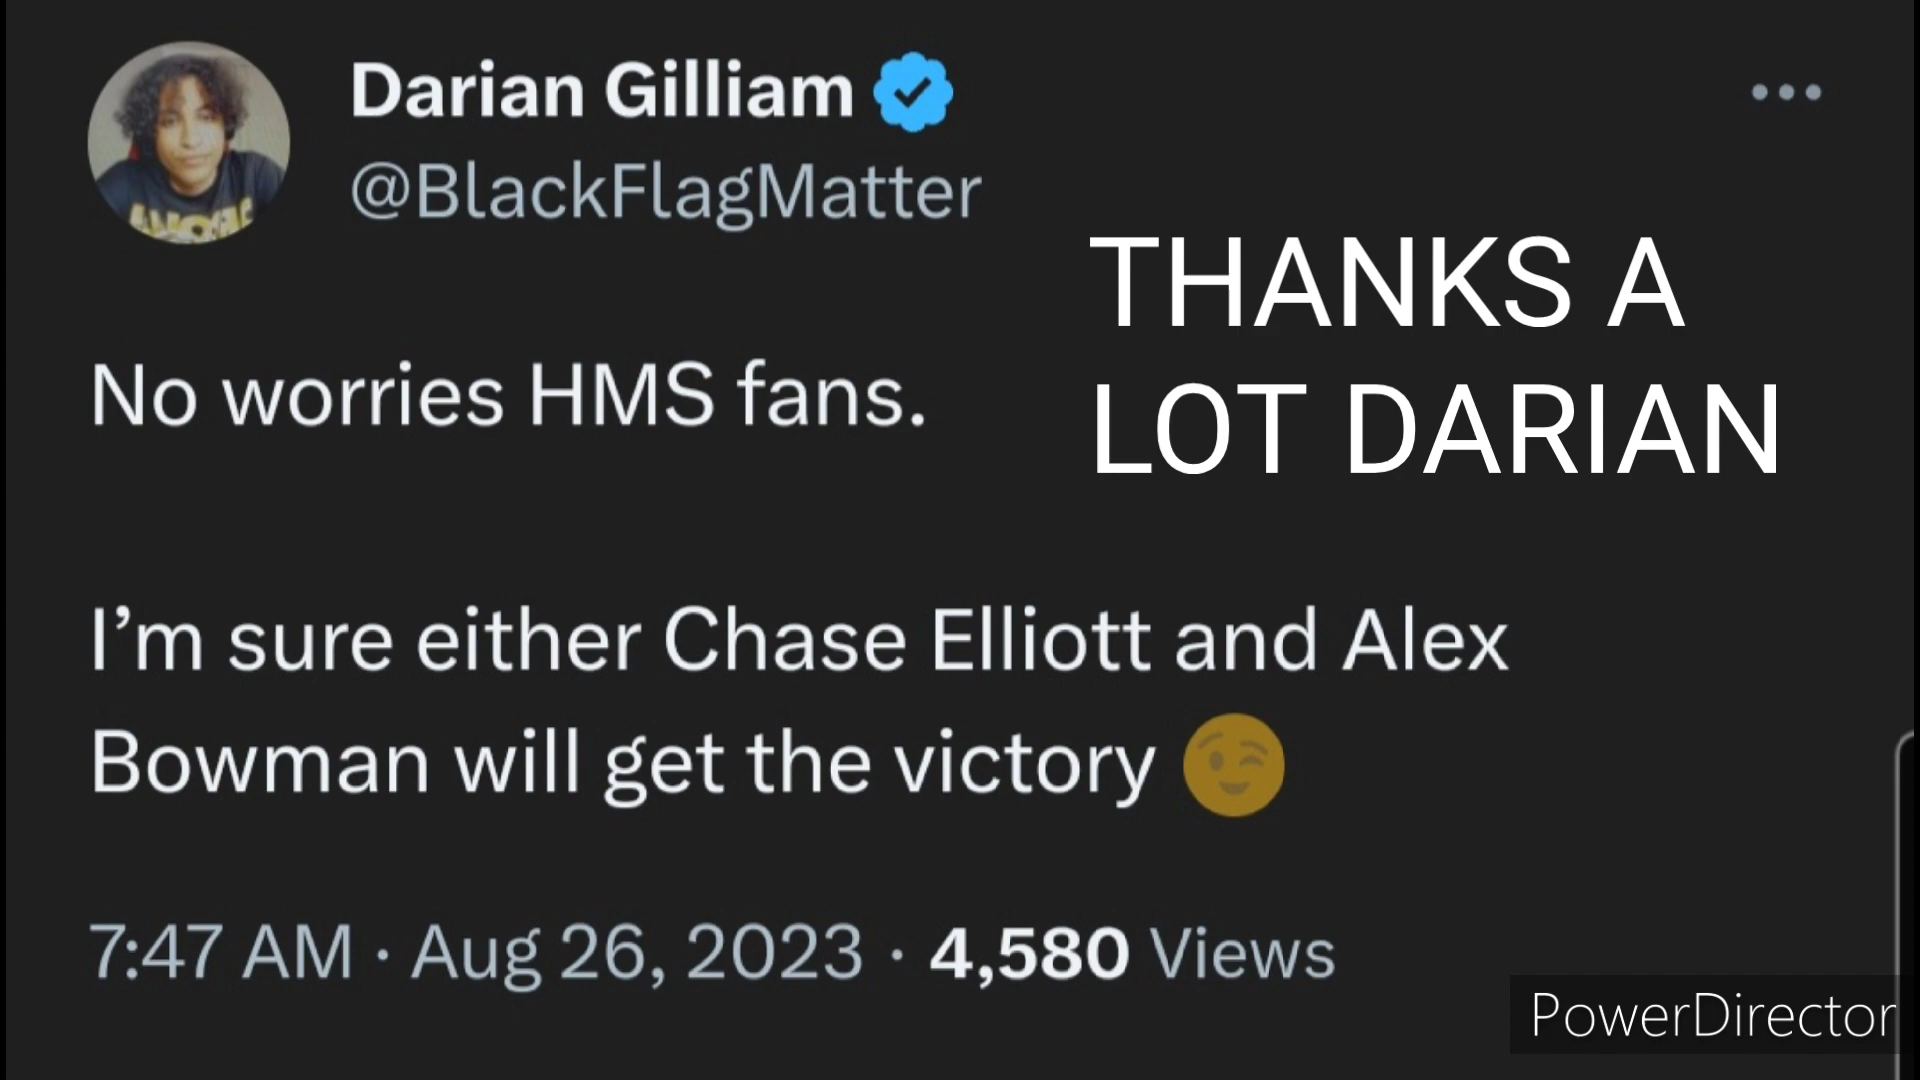 Darian Gilliam
@BlackFlagMatter
THANKS A
LOT DARIAN
No worries HMS fans.
I’m sure either Chase Elliott and Alex
Bowman will get the victory 😉
7:47 AM · Aug 26, 2023 · 4,580 Views
PowerDirector